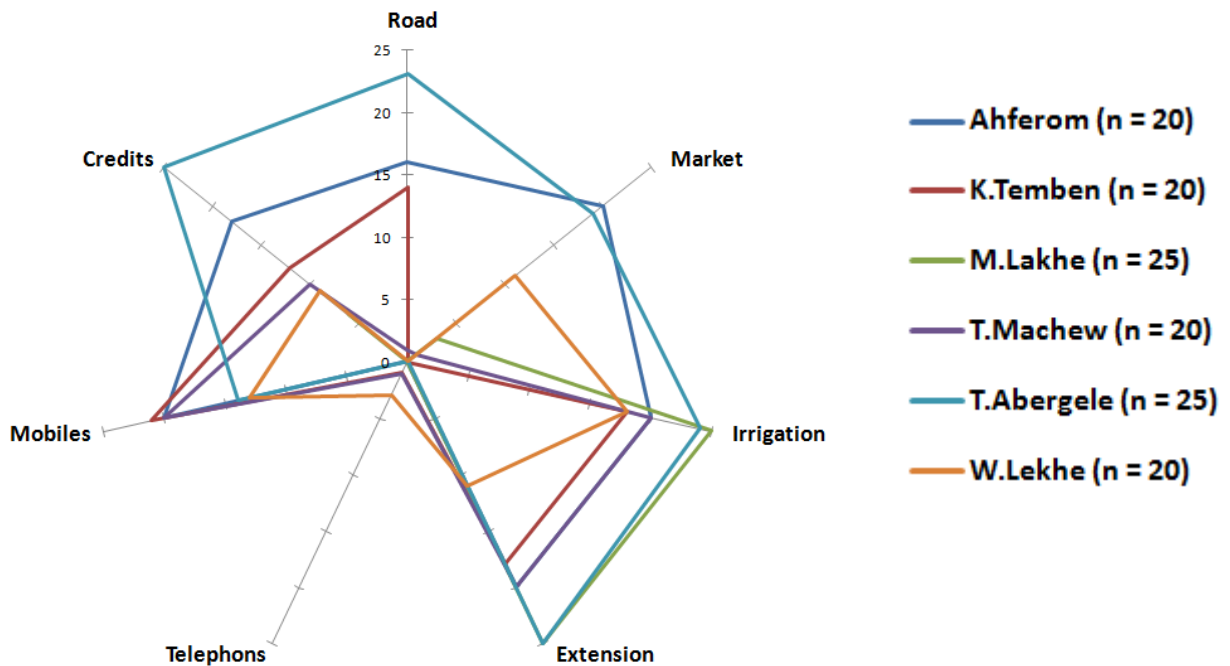 Road
25
20
15
10
5
0
Market
Irrigation
Extension
Telephons
Mobiles
Credits
Ahferom (n = 20)
K.Temben (n = 20)
M.Lakhe (n = 25)
T.Machew (n = 20)
T.Abergele (n = 25)
W.Lekhe (n = 20)